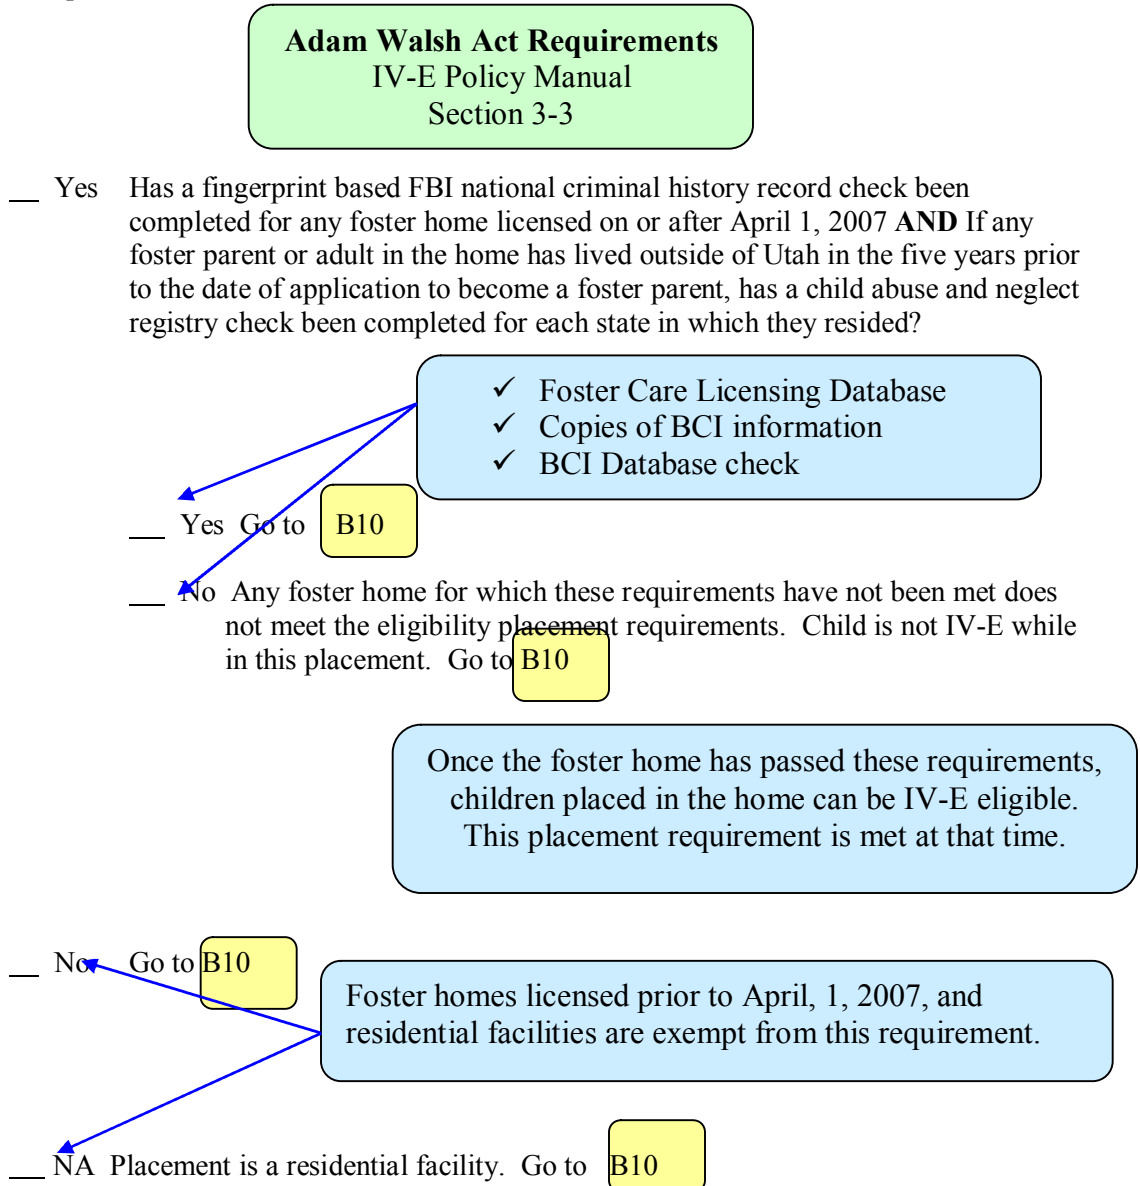 Adam Walsh Act Requirements
IV-E Policy Manual
Section 3-3
__ Yes Has a fingerprint based FBI national criminal history record check been
completed for any foster home licensed on or after April 1, 2007 AND If any
foster parent or adult in the home has lived outside of Utah in the five years prior
to the date of application to become a foster parent, has a child abuse and neglect
registry check been completed for each state in which they resided?
✓ Foster Care Licensing Database
✓ Copies of BCI information
✓ BCI Database check
__ Yes Go to B10
__ No Any foster home for which these requirements have not been met does
not meet the eligibility placement requirements. Child is not IV-E while
in this placement. Go to B10
Once the foster home has passed these requirements,
children placed in the home can be IV-E eligible.
This placement requirement is met at that time.
__ No Go to B10
Foster homes licensed prior to April, 1, 2007, and
residential facilities are exempt from this requirement.
__ NA Placement is a residential facility. Go to B10